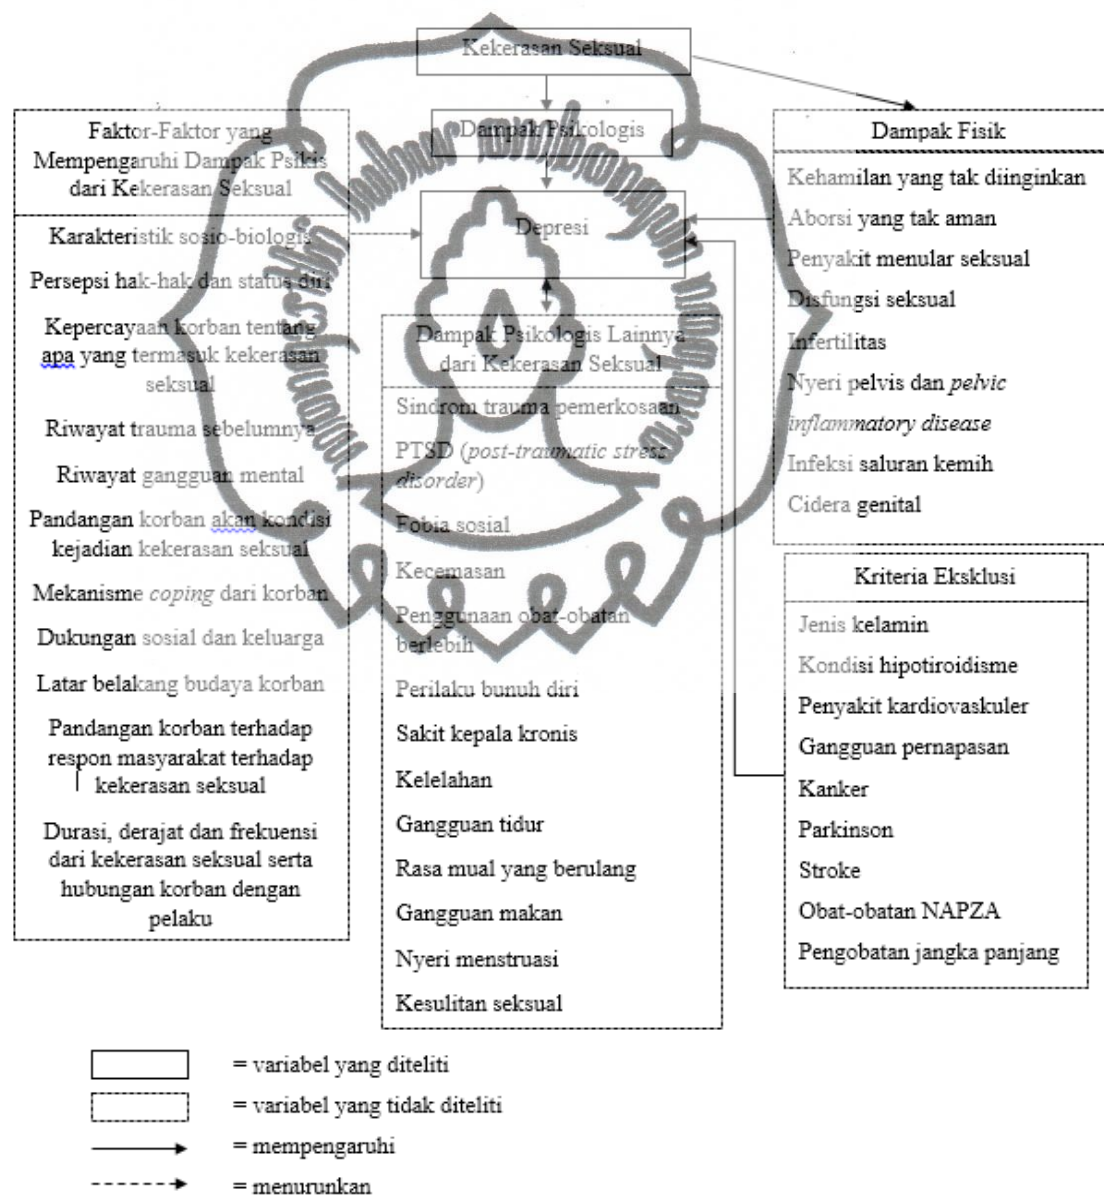 Kekerasan Seksual
Dampak Psikologis
Depresi
Faktor-Faktor yang
Mempengaruhi Dampak Psikis
dari Kekerasan Seksual
Karakteristik sosio-biologis
Persepsi hak-hak dan status diri
Kepercayaan korban tentang
apa yang termasuk kekerasan
seksual
Riwayat trauma sebelumnya
Riwayat gangguan mental
Pandangan korban akan kondisi
kejadian kekerasan seksual
Mekanisme coping dari korban
Dukungan sosial dan keluarga
Latar belakang budaya korban
Pandangan korban terhadap
respon masyarakat terhadap
kekerasan seksual
Durasi, derajat dan frekuensi
dari kekerasan seksual serta
hubungan korban dengan
pelaku
Dampak Psikologis Lainnya
dari Kekerasan Seksual
Sindrom trauma pemerkosaan
PTSD (post-traumatic stress
disorder)
Fobia sosial
Kecemasan
Penggunaan obat-obatan
berlebih
Perilaku bunuh diri
Sakit kepala kronis
Kelelahan
Gangguan tidur
Rasa mual yang berulang
Gangguan makan
Nyeri menstruasi
Kesulitan seksual
Dampak Fisik
Kehamilan yang tak diinginkan
Aborsi yang tak aman
Penyakit menular seksual
Disfungsi seksual
Infertilitas
Nyeri pelvis dan pelvic
inflammatory disease
Infeksi saluran kemih
Cidera genital
Kriteria Eksklusi
Jenis kelamin
Kondisi hipotiroidisme
Penyakit kardiovaskuler
Gangguan pernapasan
Kanker
Parkinson
Stroke
Obat-obatan NAPZA
Pengobatan jangka panjang
= variabel yang diteliti
= variabel yang tidak diteliti
= mempengaruhi
= menurunkan